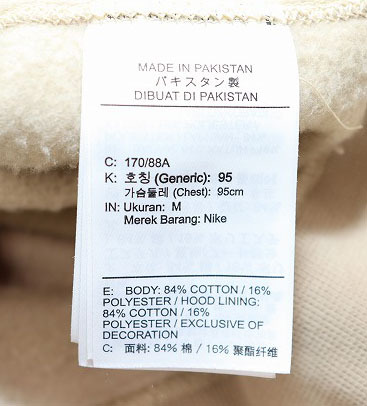 MADE IN PAKISTAN
パキスタン製
DIBUAT DI PAKISTAN
C: 170/88A
K: 호칭 (Generic): 95
가슴둘레 (Chest): 95cm
IN: Ukuran: M
Merek Barang: Nike
E: BODY: 84% COTTON / 16%
POLYESTER / HOOD LINING:
84% COTTON / 16%
POLYESTER / EXCLUSIVE OF
DECORATION
C: 面料: 84% 棉 / 16% 聚酯纤维